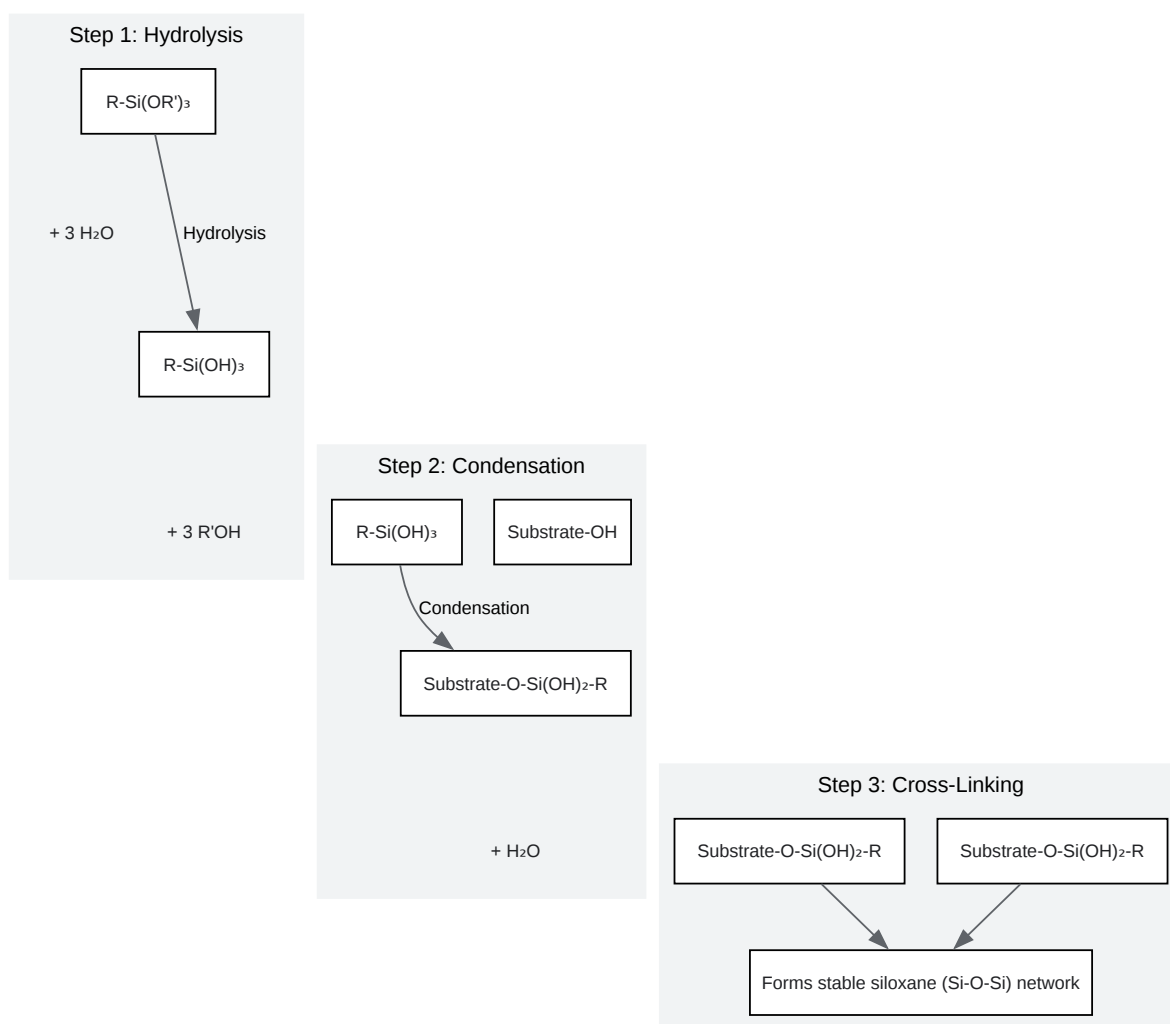 Step 1: Hydrolysis
R-Si(OR')₃
+ 3 H₂O
Hydrolysis
R-Si(OH)₃
+ 3 R'OH
Step 2: Condensation
R-Si(OH)₃
Substrate-OH
Condensation
Substrate-O-Si(OH)₂-R
+ H₂O
Step 3: Cross-Linking
Substrate-O-Si(OH)₂-R
Substrate-O-Si(OH)₂-R
Forms stable siloxane (Si-O-Si) network